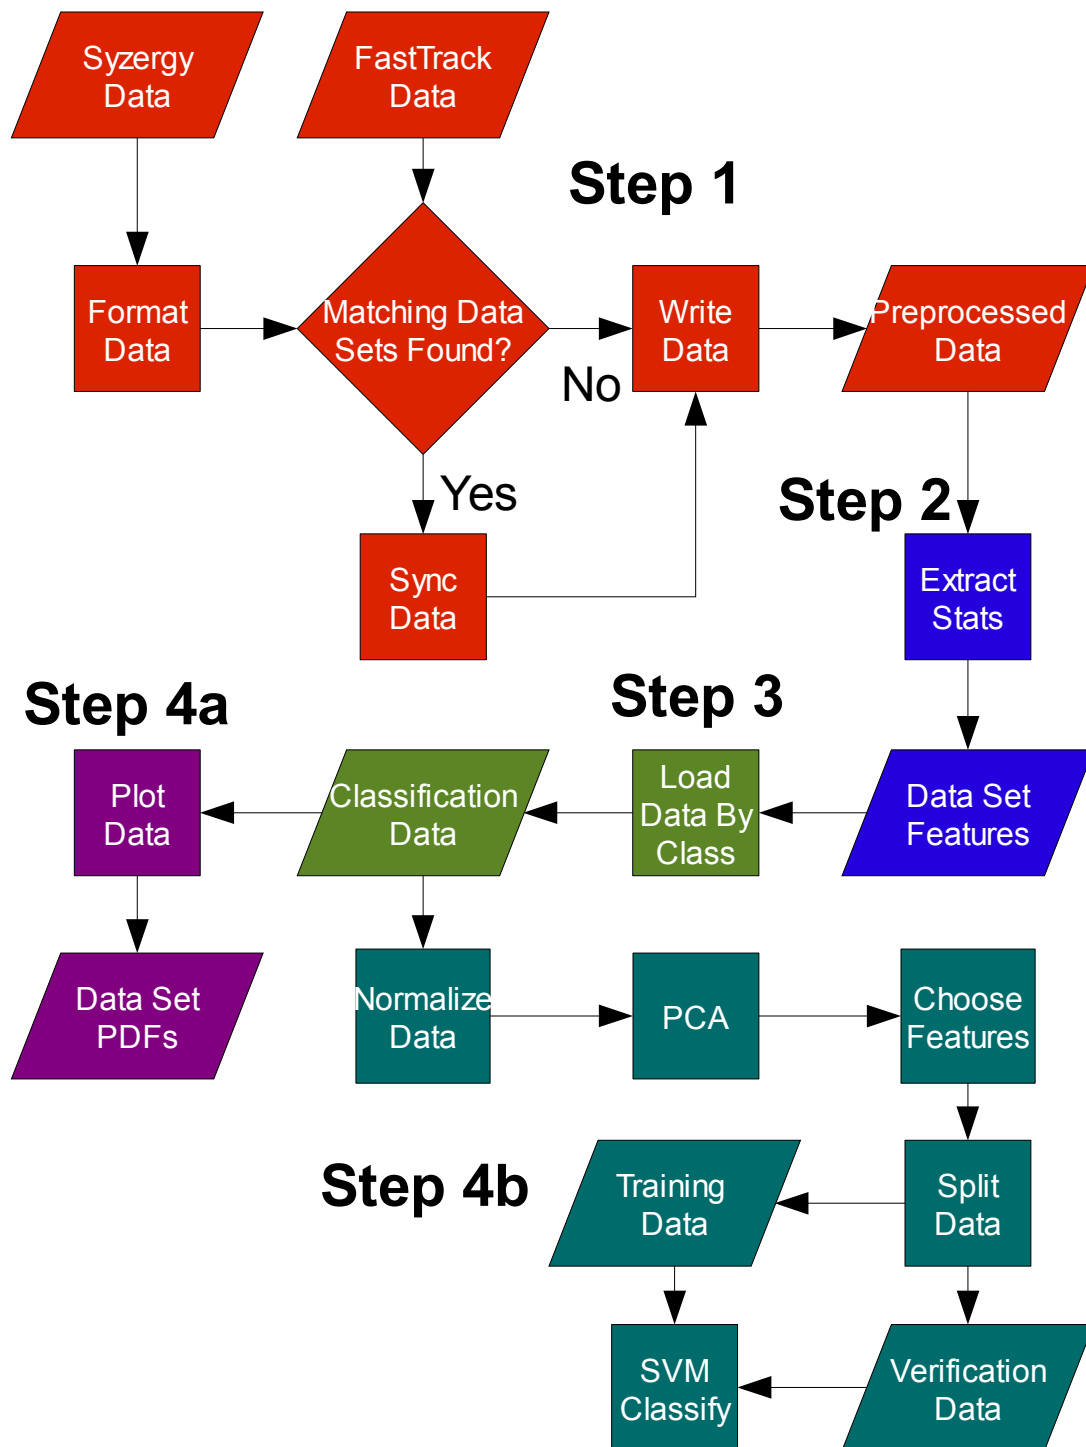 Syzergy
Data
FastTrack
Data
Step 1
Format
Data
Matching Data
Sets Found?
Write
Data
Preprocessed
Data
No
Yes
Step 2
Sync
Data
Extract
Stats
Step 4a
Step 3
Plot
Data
Classification
Data
Load
Data By
Class
Data Set
Features
Data Set
PDFs
Normalize
Data
PCA
Choose
Features
Step 4b
Training
Data
Split
Data
SVM
Classify
Verification
Data